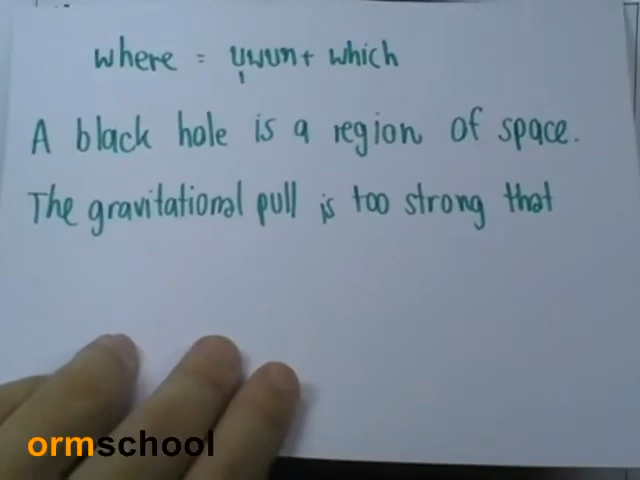 where = บุพบท + which
A black hole is a region of space.
The gravitational pull is too strong that
ormschool